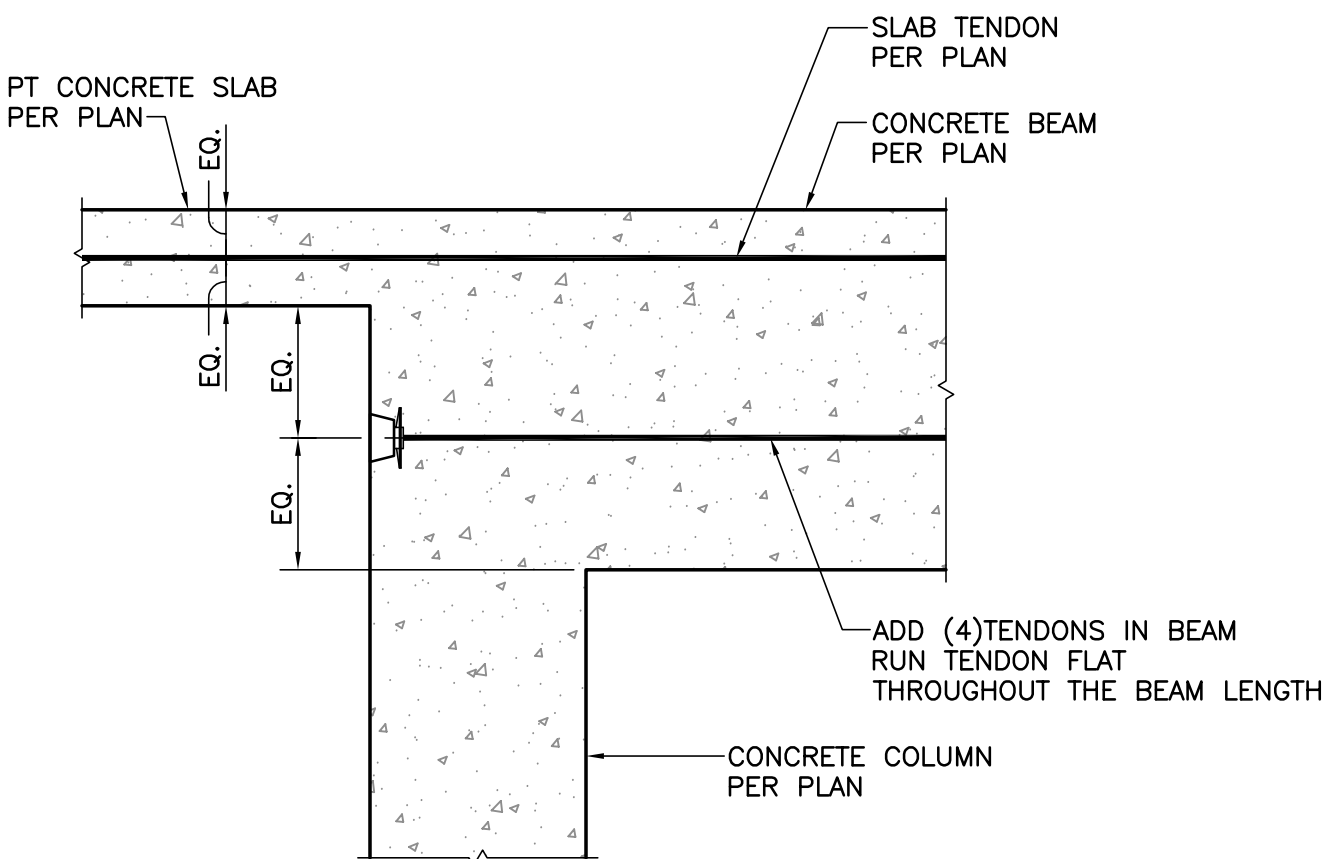 SLAB TENDON
PER PLAN
PT CONCRETE SLAB
PER PLAN
CONCRETE BEAM
PER PLAN
EQ.
EQ.
EQ.
EQ.
ADD (4)TENDONS IN BEAM
RUN TENDON FLAT
THROUGHOUT THE BEAM LENGTH
CONCRETE COLUMN
PER PLAN